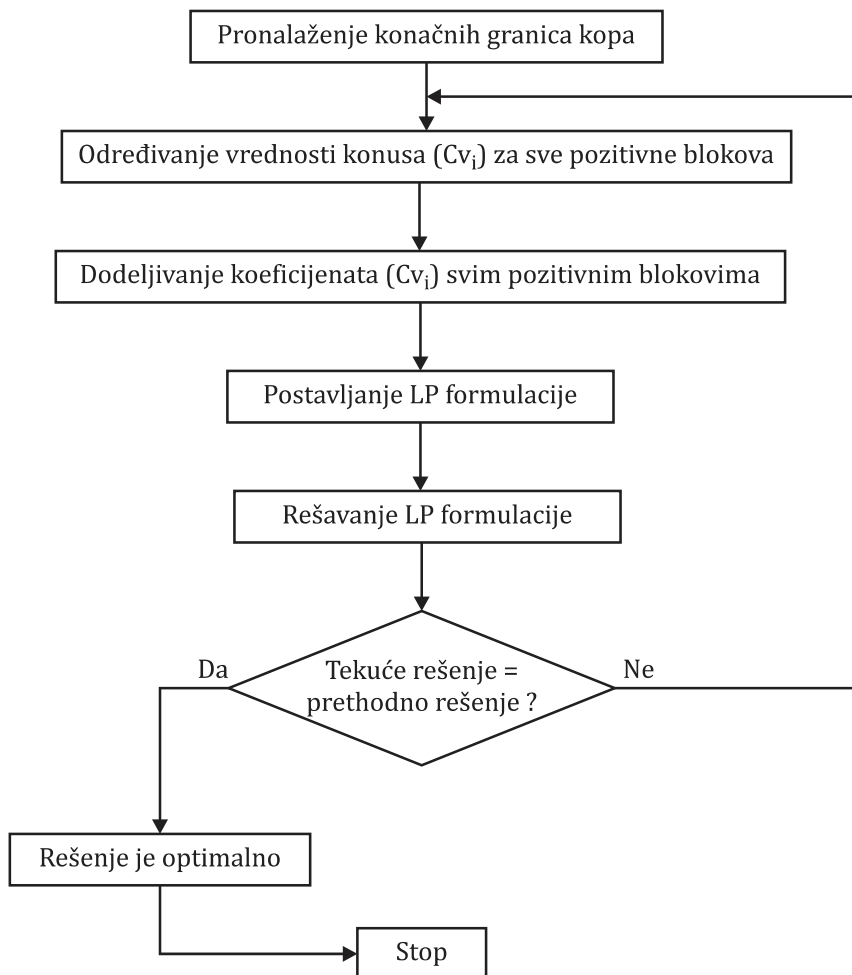 Pronalaženje konačnih granica kopa
Određivanje vrednosti konusa (Cvᵢ) za sve pozitivne blokova
Dodeljivanje koeficijenata (Cvᵢ) svim pozitivnim blokovima
Postavljanje LP formulacije
Rešavanje LP formulacije
Tekuće rešenje =
prethodno rešenje ?
Da
Ne
Rešenje je optimalno
Stop